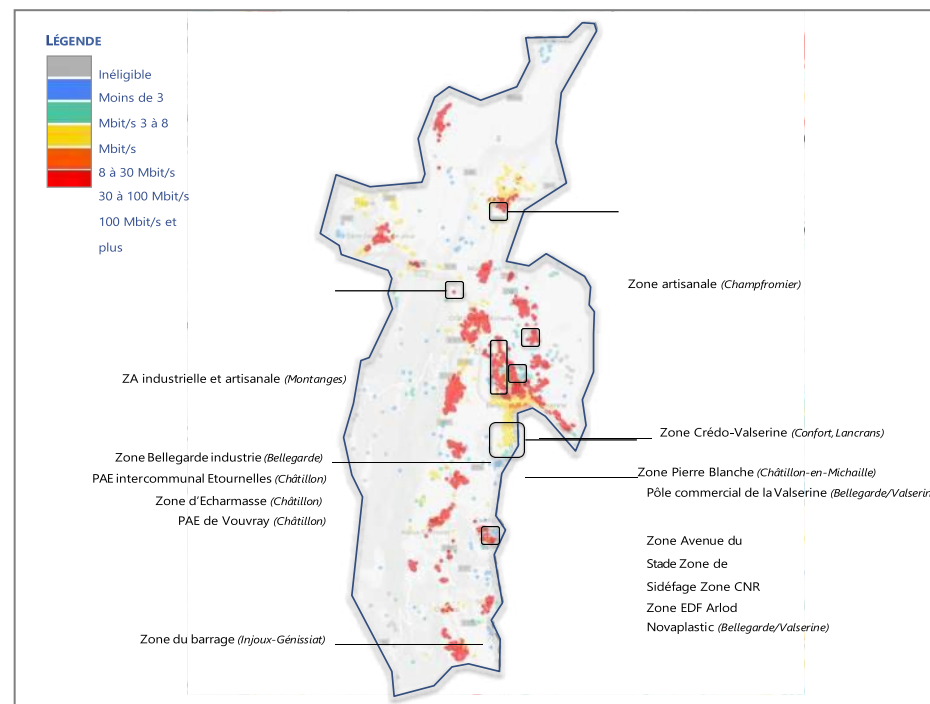 LÉGENDE
Inéligible
Moins de 3
Mbit/s 3 à 8
Mbit/s
8 à 30 Mbit/s
30 à 100 Mbit/s
100 Mbit/s et
plus
Zone artisanale (Champfromier)
ZA industrielle et artisanale (Montanges)
Zone Crédo-Valserine (Confort, Lancrans)
Zone Bellegarde industrie (Bellegarde)
PAE intercommunal Etournelles (Châtillon)
Zone d'Echarmasse (Châtillon)
PAE de Vouvray (Châtillon)
Zone Pierre Blanche (Châtillon-en-Michaille)
Pôle commercial de la Valserine (Bellegarde/Valserin
Zone Avenue du
Stade Zone de
Sidéfage Zone CNR
Zone EDF Arlod
Novaplastic (Bellegarde/Valserine)
Zone du barrage (Injoux-Génissiat)